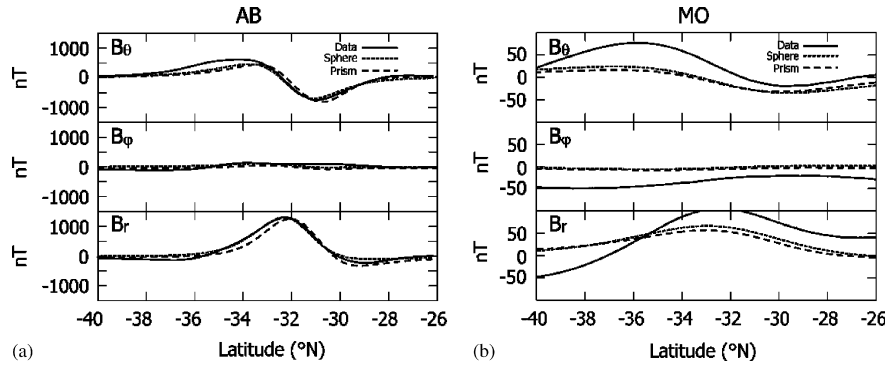 AB
Bθ
Data
Sphere
Prism
1000
0
-1000
nT
Bφ
1000
0
-1000
nT
Br
1000
0
-1000
nT
-40 -38 -36 -34 -32 -30 -28 -26
Latitude (°N)
(a)
MO
Bθ
Data
Sphere
Prism
50
0
-50
nT
Bφ
50
0
-50
nT
Br
50
0
-50
nT
-40 -38 -36 -34 -32 -30 -28 -26
Latitude (°N)
(b)